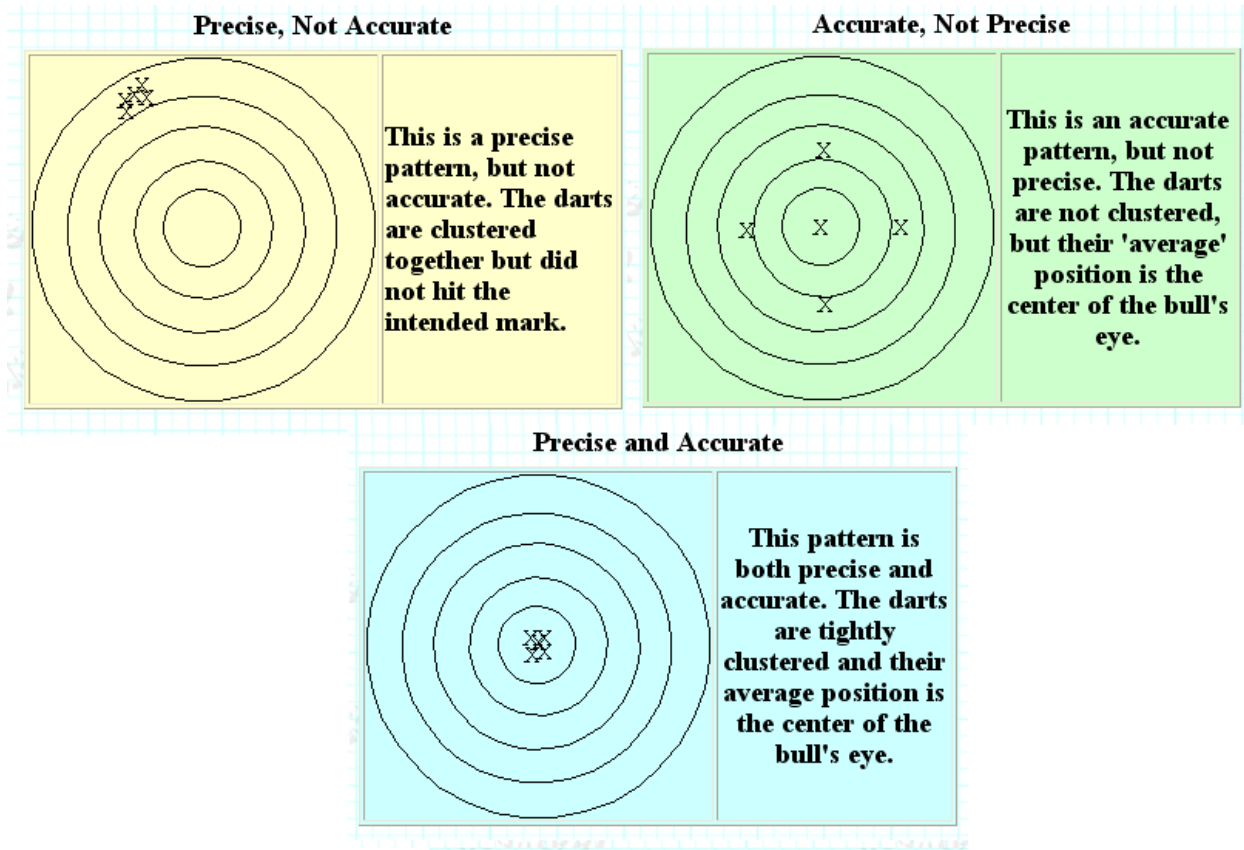 Precise, Not Accurate
This is a precise
pattern, but not
accurate. The darts
are clustered
together but did
not hit the
intended mark.
Accurate, Not Precise
This is an accurate
pattern, but not
precise. The darts
are not clustered,
but their 'average'
position is the
center of the bull's
eye.
Precise and Accurate
This pattern is
both precise and
accurate. The darts
are tightly
clustered and their
average position is
the center of the
bull's eye.